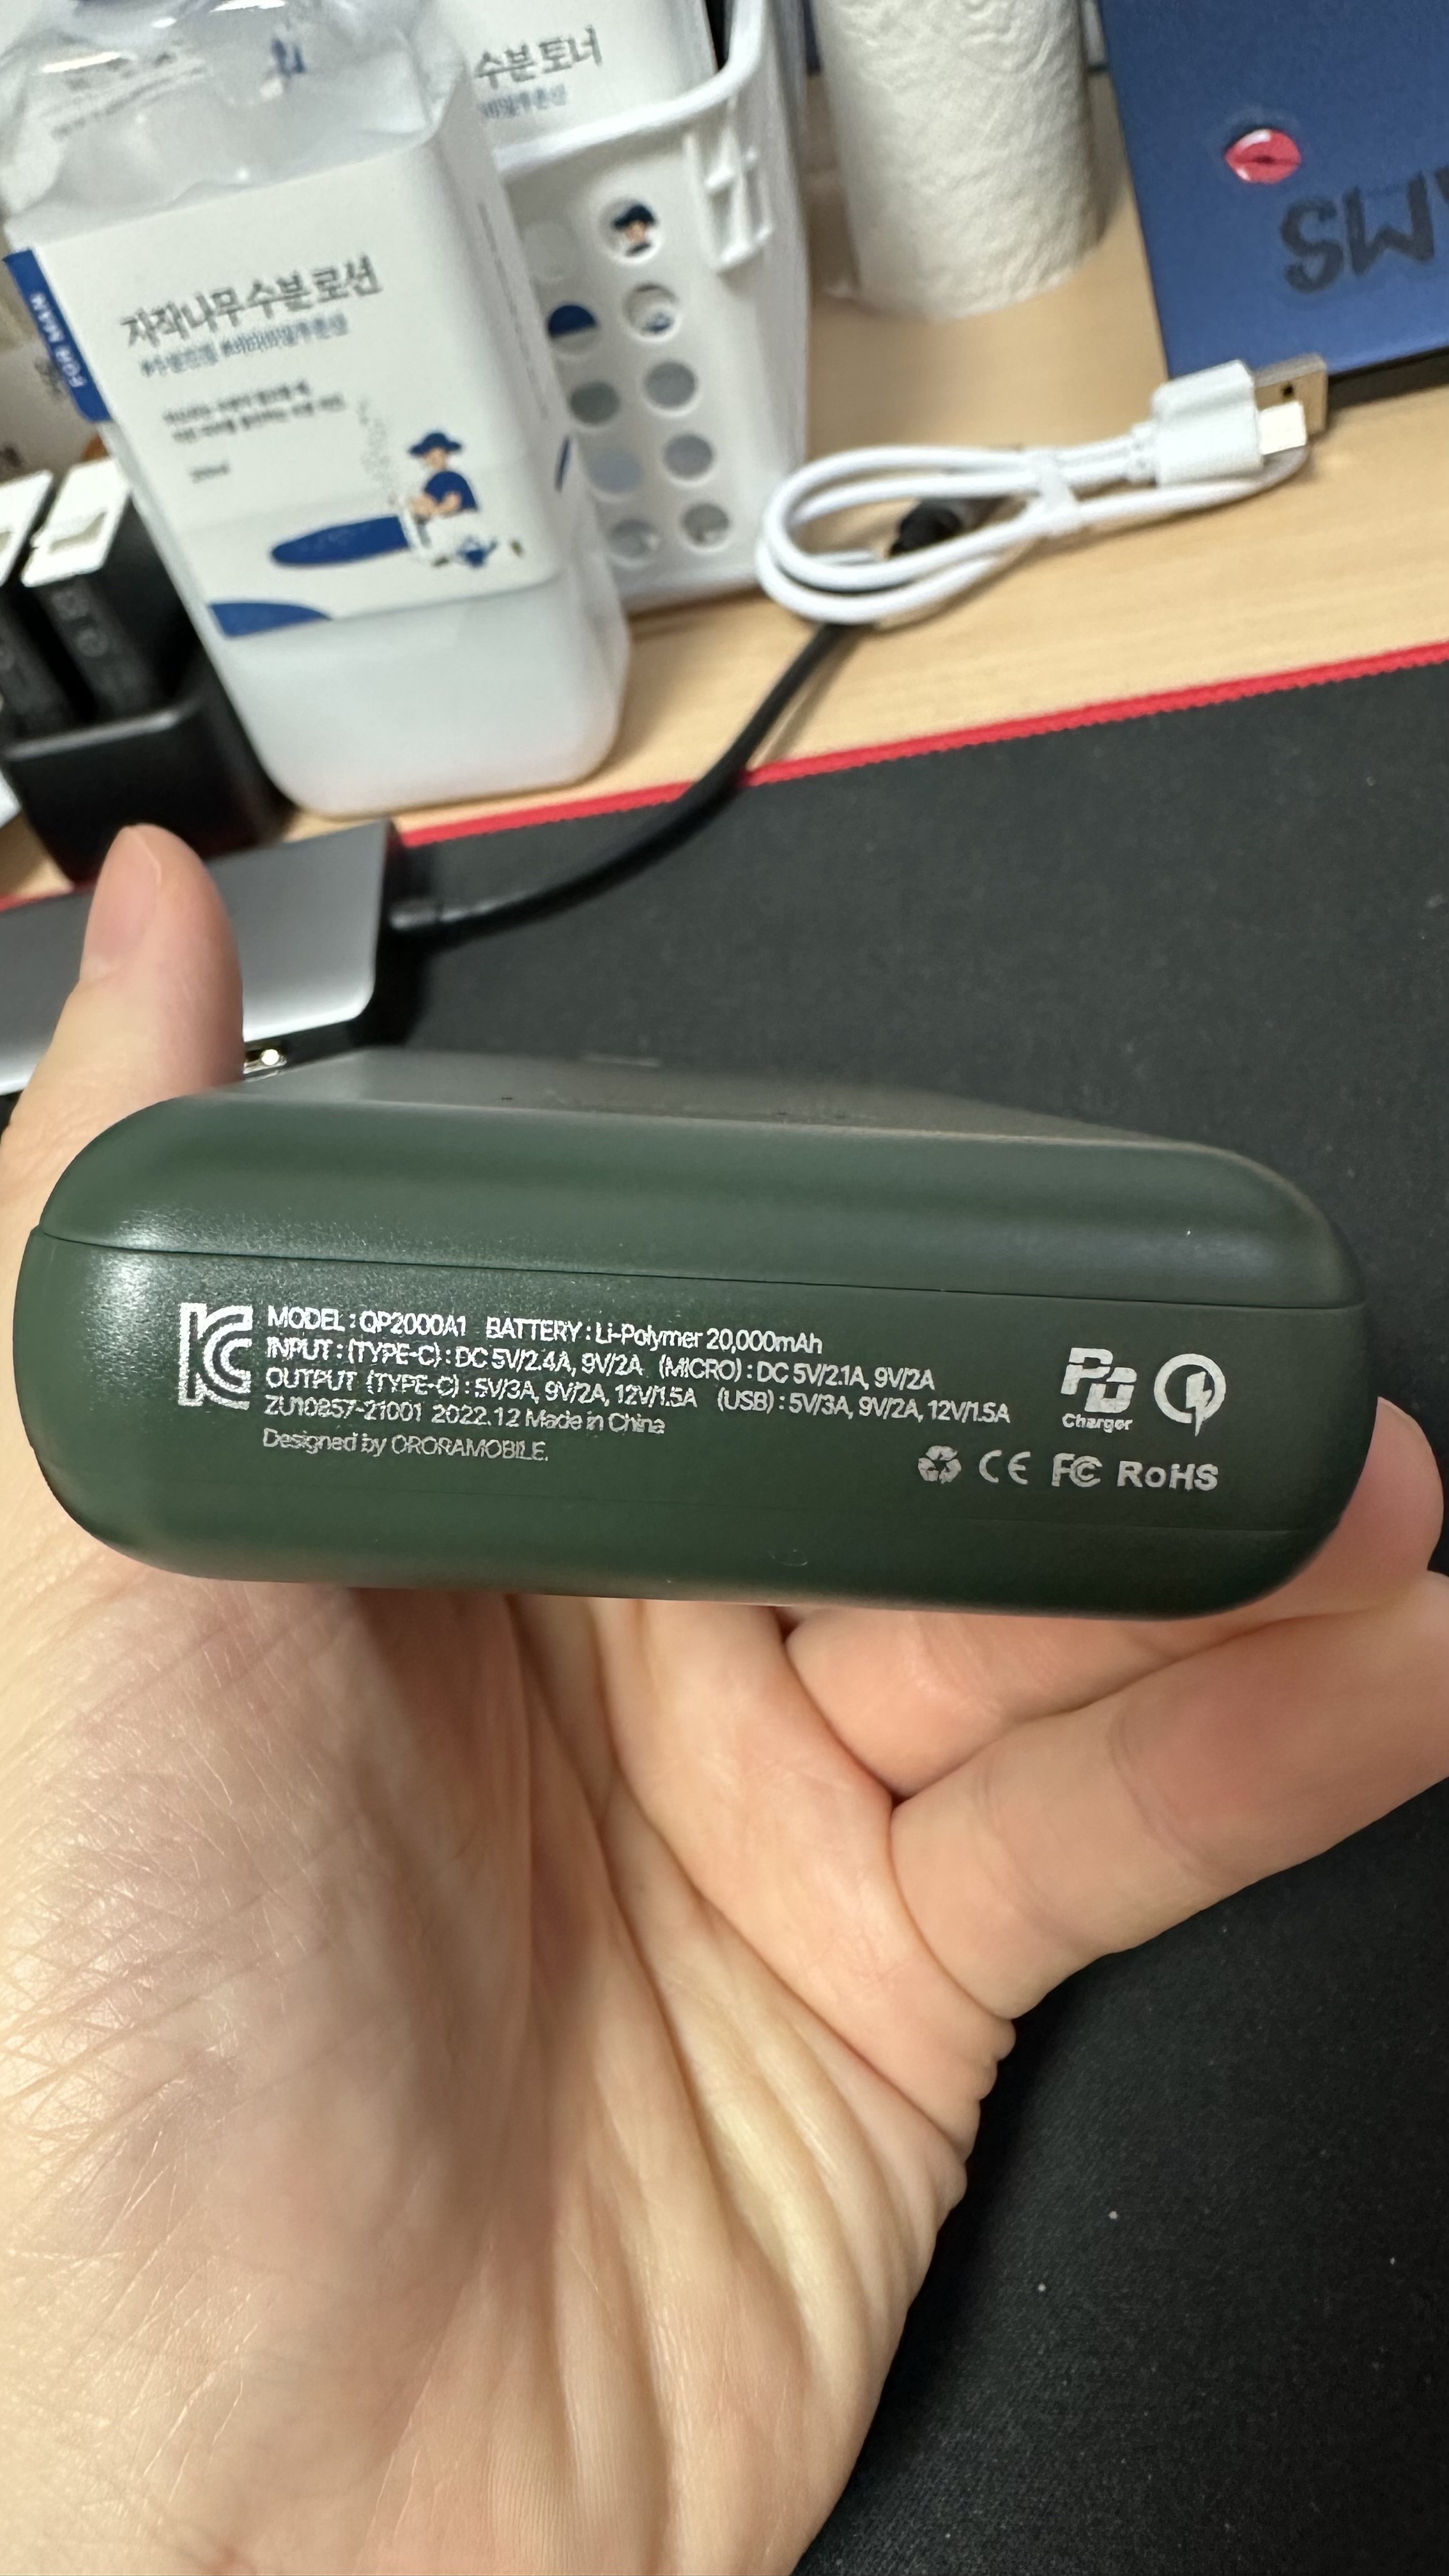 수분 토너
자작나무 수분 로션
FOR MAN
MODEL : QP2000A1 BATTERY : Li-Polymer 20,000mAh
INPUT : (TYPE-C) : DC 5V/2.4A, 9V/2A (MICRO) : DC 5V/2.1A, 9V/2A
OUTPUT (TYPE-C) : 5V/3A, 9V/2A, 12V/1.5A (USB) : 5V/3A, 9V/2A, 12V/1.5A
ZU10857-21001 2022.12 Made in China
Designed by ORORAMOBILE.
PD
Charger
CE FC RoHS